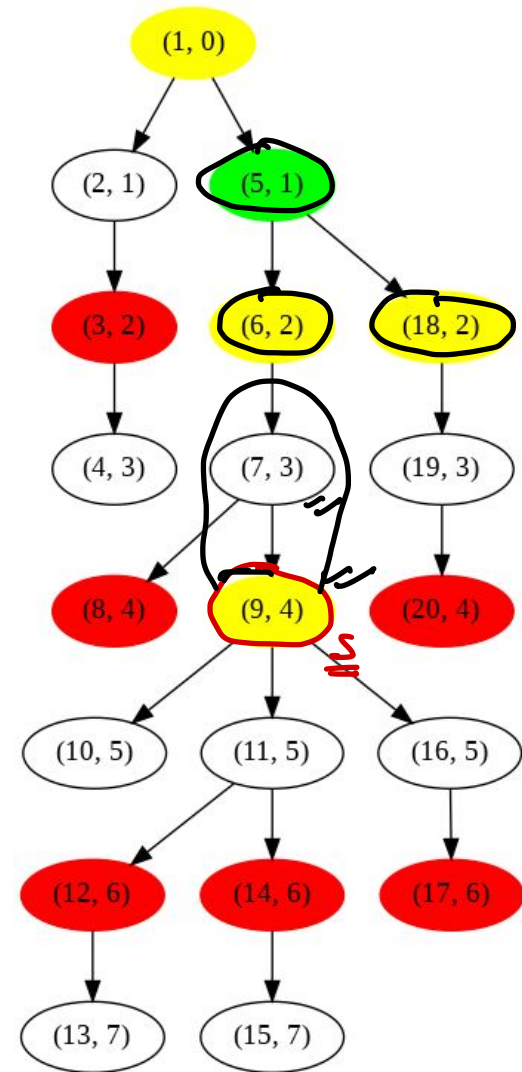 (1, 0)
(2, 1) (5, 1)
(3, 2) (6, 2) (18, 2)
(4, 3) (7, 3) (19, 3)
(8, 4) (9, 4) (20, 4)
(10, 5) (11, 5) (16, 5)
(12, 6) (14, 6) (17, 6)
(13, 7) (15, 7)